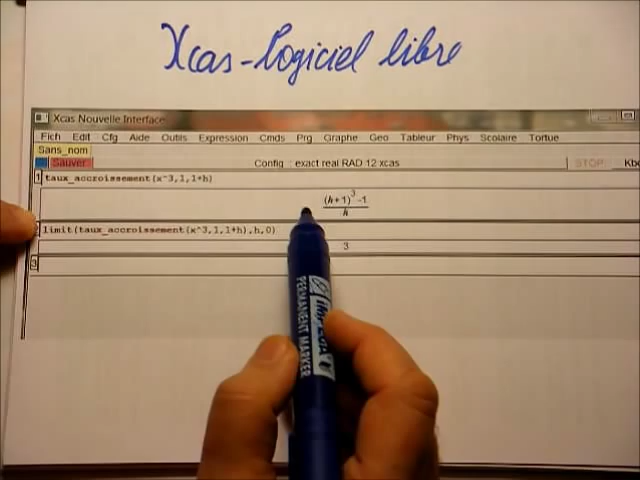 Xcas-Logiciel libre
Xcas Nouvelle Interface
Fich Edit Cfg Aide Outils Expression Cmds Prg Graphe Geo Tableur Phys Scolaire Tortue
Sans_nom
Sauver Config : exact real RAD 12 xcas STOP Kbd
1 taux_accroissement(x^3,1,1+h)
(h+1)^3-1
h
2 limit(taux_accroissement(x^3,1,1+h),h,0)
3
3
PERMANENT MARKER